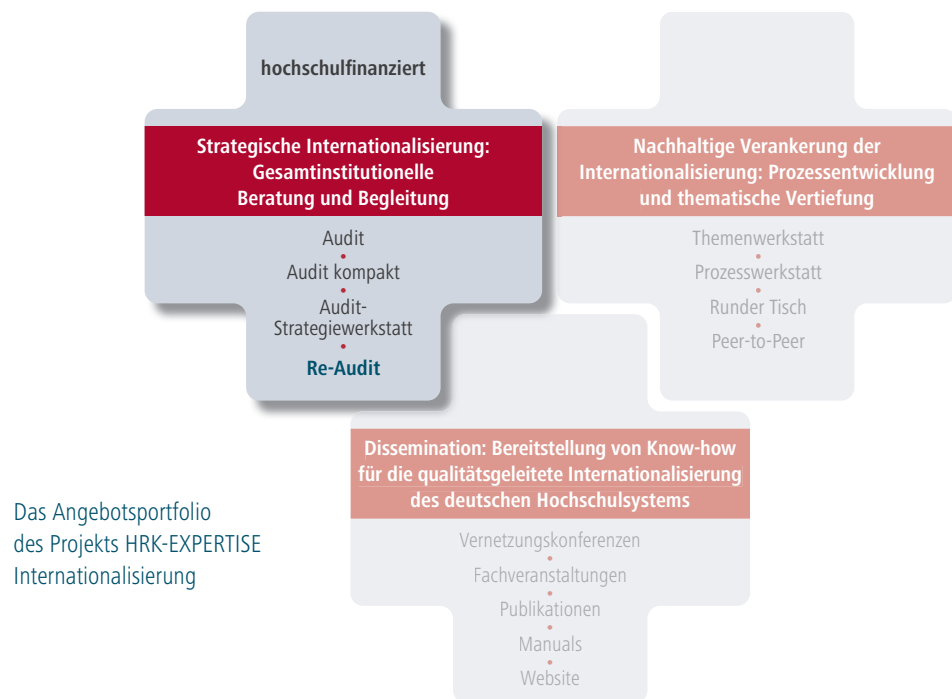 hochschulfinanziert
Strategische Internationalisierung:
Gesamtinstitutionelle
Beratung und Begleitung
Audit
•
Audit kompakt
•
Audit-
Strategiewerkstatt
•
Re-Audit
Nachhaltige Verankerung der
Internationalisierung: Prozessentwicklung
und thematische Vertiefung
Themenwerkstatt
•
Prozesswerkstatt
•
Runder Tisch
•
Peer-to-Peer
Dissemination: Bereitstellung von Know-how
für die qualitätsgeleitete Internationalisierung
des deutschen Hochschulsystems
Vernetzungskonferenzen
•
Fachveranstaltungen
•
Publikationen
•
Manuals
•
Website
Das Angebotsportfolio
des Projekts HRK-EXPERTISE
Internationalisierung